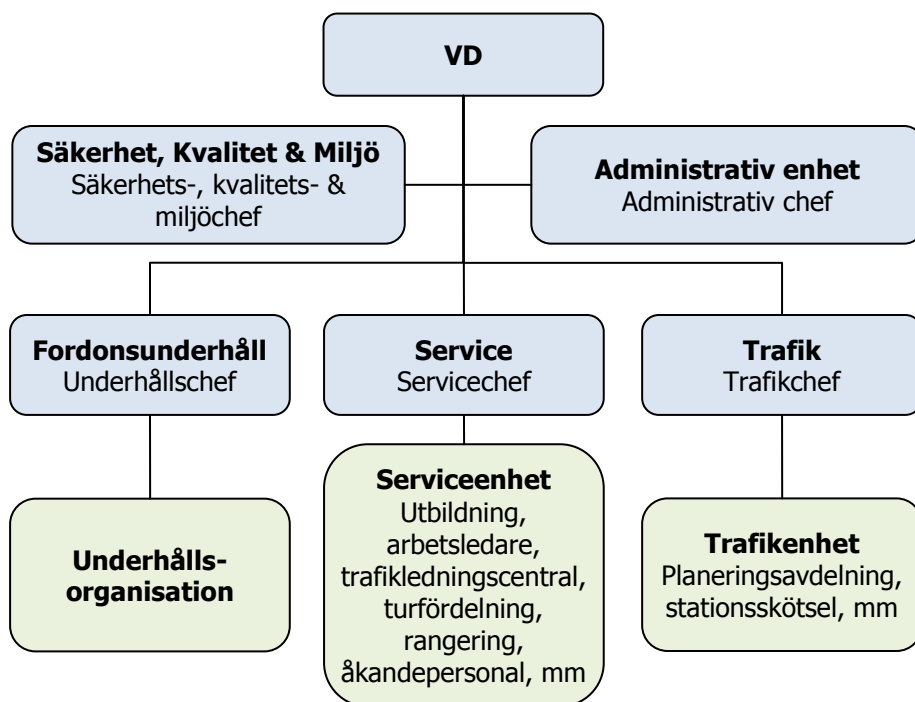 VD
Säkerhet, Kvalitet & Miljö
Säkerhets-, kvalitets- &
miljöchef
Administrativ enhet
Administrativ chef
Fordonsunderhåll
Underhållschef
Service
Servicechef
Trafik
Trafikchef
Underhålls-
organisation
Serviceenhet
Utbildning,
arbetsledare,
trafikledningscentral,
turfördelning,
rangering,
åkandepersonal, mm
Trafikenhet
Planeringsavdelning,
stationsskötsel, mm